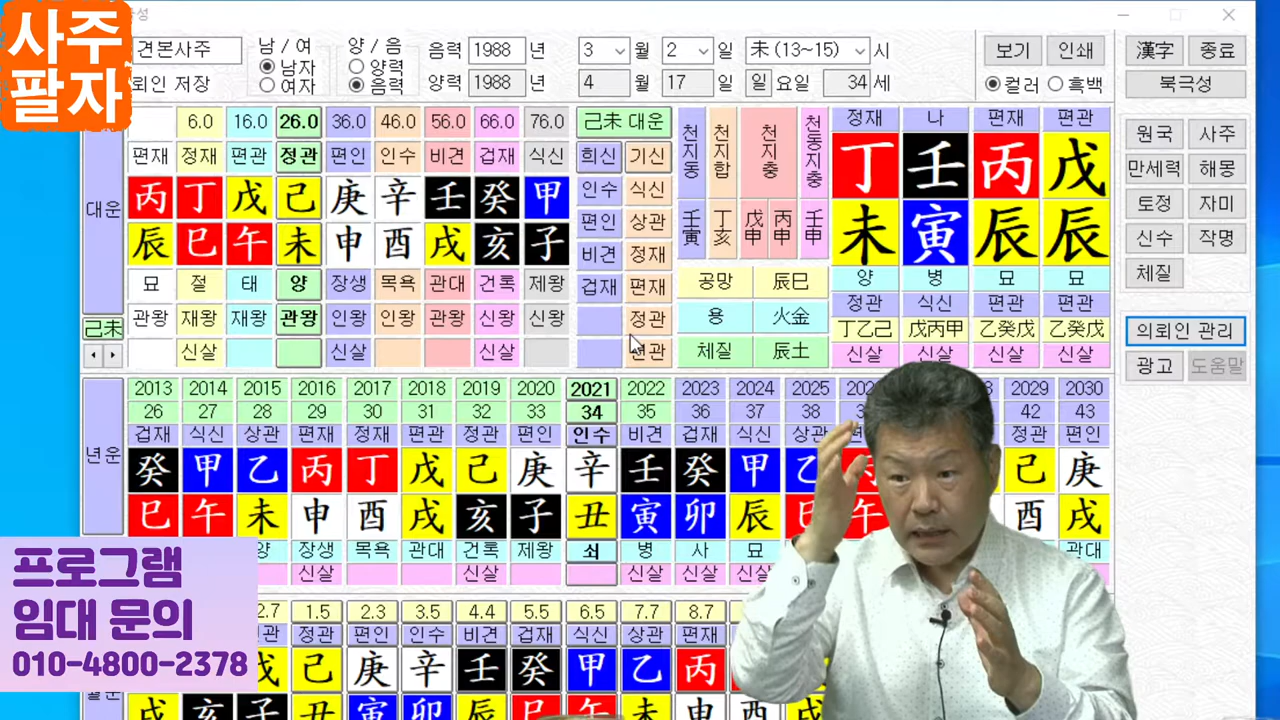 사주
팔자
성
견본사주 남 / 여 양 / 음 음력 1988 년 3 월 2 일 未 (13~15) 시 보기 인쇄 漢字 종료
뢰인 저장 남자 여자 양력 음력 양력 1988 년 4 월 17 일 일 요일 34 세 컬러 흑백 북극성
6.0 16.0 26.0 36.0 46.0 56.0 66.0 76.0 己未 대운 천지동 천지합 천지충 천동지충 정재 나 편재 편관 원국 사주
편재 정재 편관 정관 편인 인수 비견 겁재 식신 희신 기신 만세력 해몽
대운 丙 丁 戊 己 庚 辛 壬 癸 甲 인수 식신 丁 壬 丙 戊 토정 자미
辰 巳 午 未 申 酉 戌 亥 子 편인 상관 壬寅 丁亥 戊申 丙申 壬申 未 寅 辰 辰 신수 작명
비견 정재 체질
묘 절 태 양 장생 목욕 관대 건록 제왕 겁재 편재 공망 辰巳 양 병 묘 묘
관왕 재왕 재왕 관왕 인왕 인왕 관왕 신왕 신왕 정관 용 火金 정관 식신 편관 편관
己未 丁乙己 戊丙甲 乙癸戊 乙癸戊 의뢰인 관리
신살 신살 신살 편관 체질 辰土 신살 신살 신살 신살 광고 도움말
2013 2014 2015 2016 2017 2018 2019 2020 2021 2022 2023 2024 2025 2029 2030
26 27 28 29 30 31 32 33 34 35 36 37 38 42 43
년운 겁재 식신 상관 편재 정재 편관 정관 편인 인수 비견 겁재 식신 상관 정관 편인
癸 甲 乙 丙 丁 戊 己 庚 辛 壬 癸 甲 乙 丙 己 庚
巳 午 未 申 酉 戌 亥 子 丑 寅 卯 辰 巳 午 酉 戌
양 장생 목욕 관대 건록 제왕 쇠 병 사 묘 관대
신살 신살 신살 신살 신살
2.7 1.5 2.3 3.5 4.4 5.5 6.5 7.7 8.7
편관 정관 편인 인수 비견 겁재 식신 상관 편재
월운 戊 己 庚 辛 壬 癸 甲 乙 丙
戌 亥 子 丑 寅 卯 辰 巳 午 未 申 酉 戌
프로그램
임대 문의
010-4800-2378